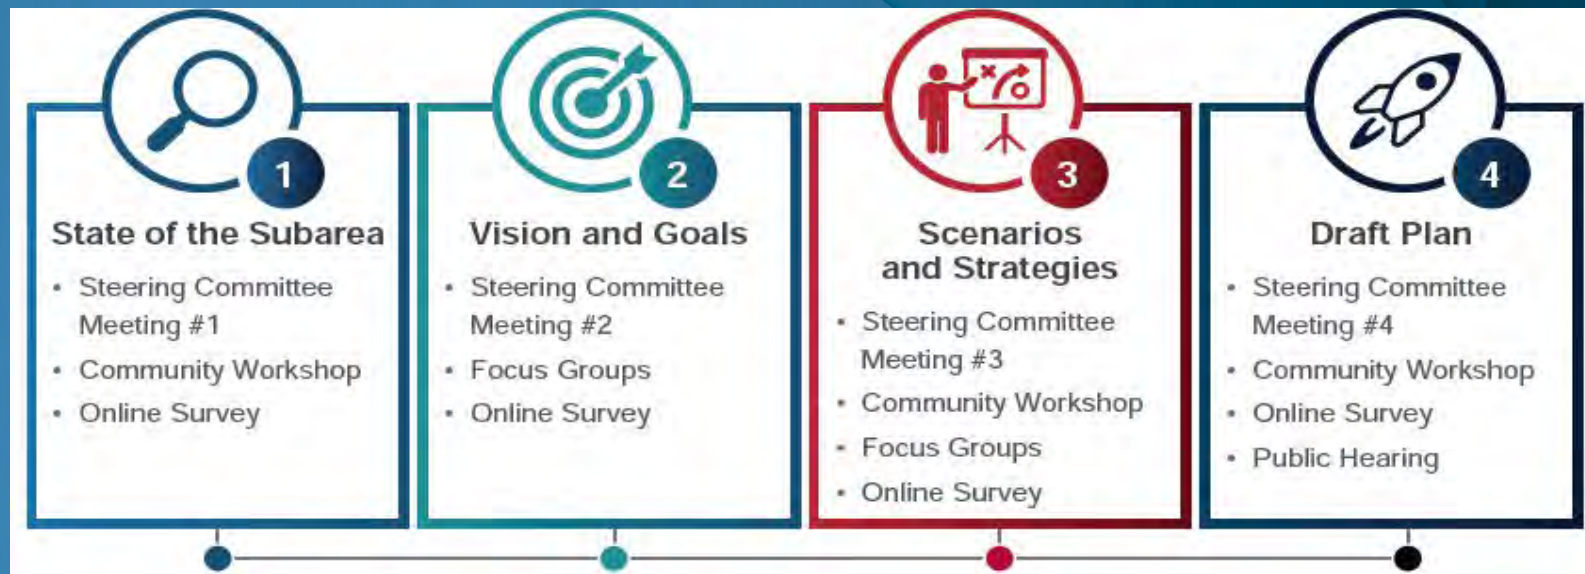 1
State of the Subarea
• Steering Committee
Meeting #1
• Community Workshop
• Online Survey
2
Vision and Goals
• Steering Committee
Meeting #2
• Focus Groups
• Online Survey
3
Scenarios
and Strategies
• Steering Committee
Meeting #3
• Community Workshop
• Focus Groups
• Online Survey
4
Draft Plan
• Steering Committee
Meeting #4
• Community Workshop
• Online Survey
• Public Hearing